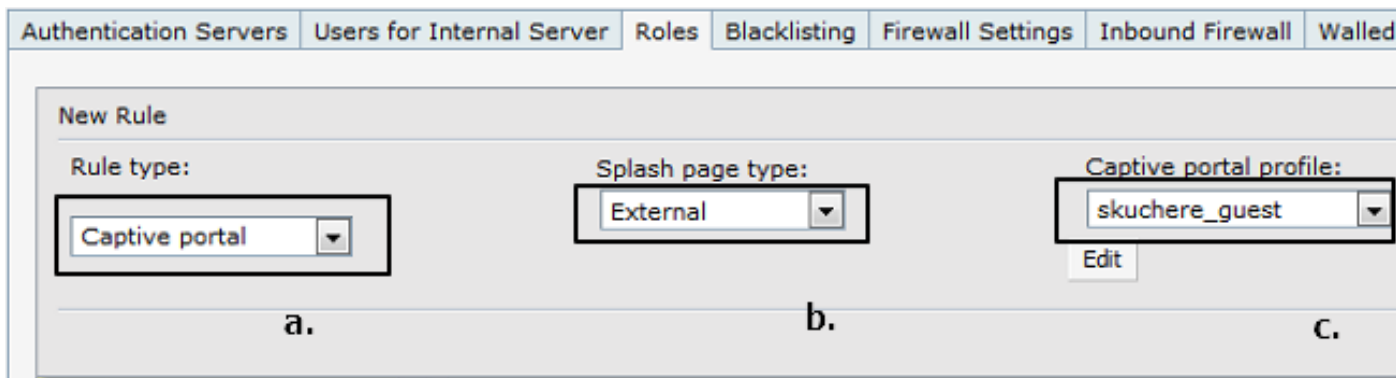 Authentication Servers Users for Internal Server Roles Blacklisting Firewall Settings Inbound Firewall Walled
New Rule
Rule type: Splash page type: Captive portal profile:
Captive portal External skuchere_guest
Edit
a. b. c.